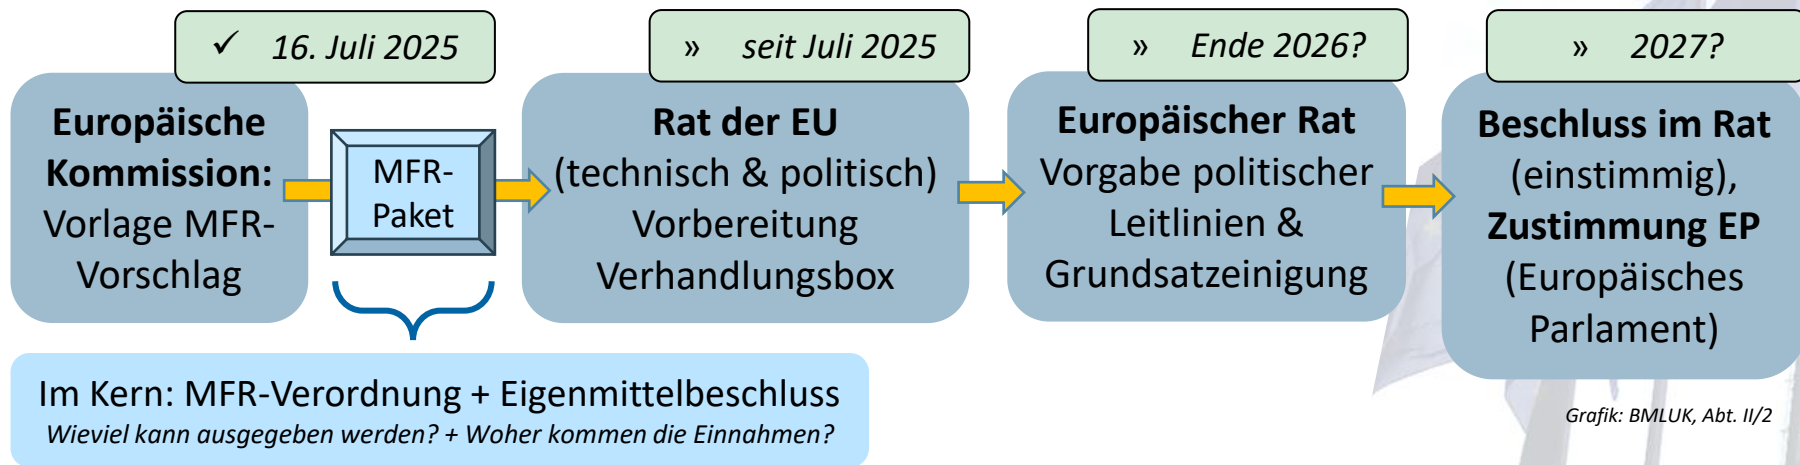 ✓ 16. Juli 2025
» seit Juli 2025
» Ende 2026?
» 2027?
Europäische
Kommission:
Vorlage MFR-
Vorschlag
MFR-
Paket
Rat der EU
(technisch & politisch)
Vorbereitung
Verhandlungsbox
Europäischer Rat
Vorgabe politischer
Leitlinien &
Grundsatzeinigung
Beschluss im Rat
(einstimmig),
Zustimmung EP
(Europäisches
Parlament)
Im Kern: MFR-Verordnung + Eigenmittelbeschluss
Wieviel kann ausgegeben werden? + Woher kommen die Einnahmen?
Grafik: BMLUK, Abt. II/2